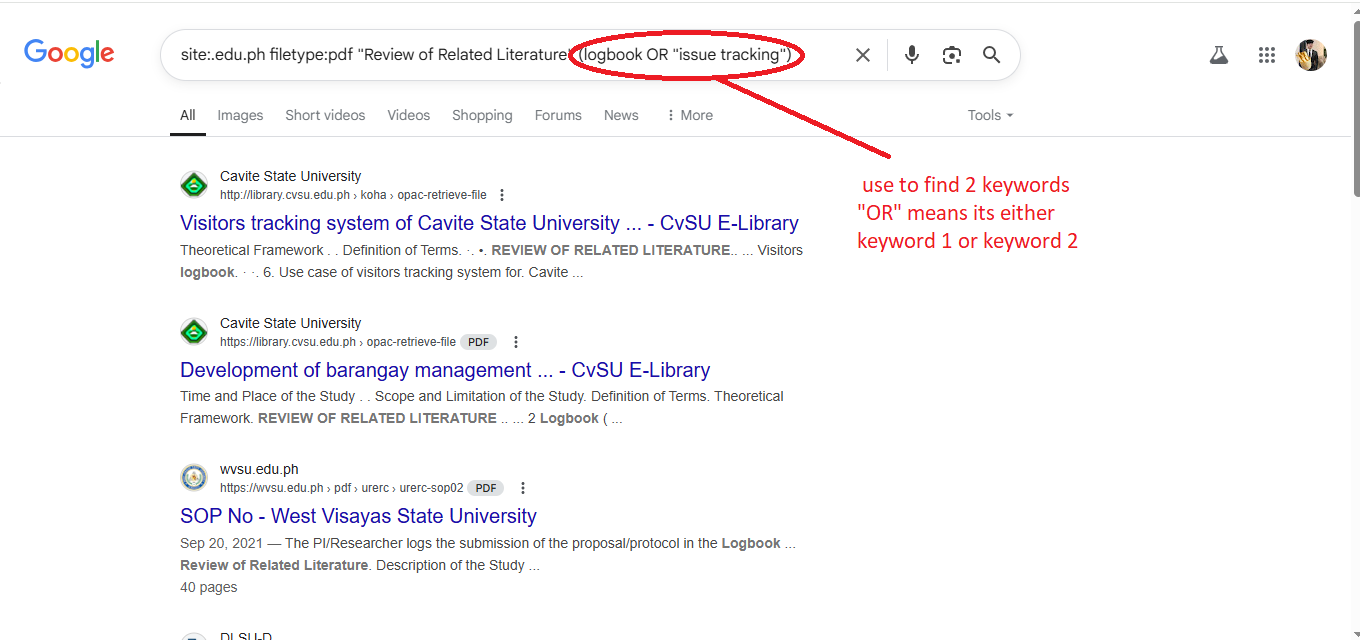 Google
site:.edu.ph filetype:pdf "Review of Related Literature" (logbook OR "issue tracking")
All Images Short videos Videos Shopping Forums News More Tools
Cavite State University
http://library.cvsu.edu.ph › koha › opac-retrieve-file
Visitors tracking system of Cavite State University ... - CvSU E-Library
Theoretical Framework . . Definition of Terms. ·. •. REVIEW OF RELATED LITERATURE.. ... Visitors
logbook. · ·. 6. Use case of visitors tracking system for. Cavite ...
use to find 2 keywords
"OR" means its either
keyword 1 or keyword 2
Cavite State University
https://library.cvsu.edu.ph › opac-retrieve-file PDF
Development of barangay management ... - CvSU E-Library
Time and Place of the Study . . Scope and Limitation of the Study. Definition of Terms. Theoretical
Framework. REVIEW OF RELATED LITERATURE .. ... 2 Logbook ( ...
wvsu.edu.ph
https://wvsu.edu.ph › pdf › urerc › urerc-sop02 PDF
SOP No - West Visayas State University
Sep 20, 2021 — The PI/Researcher logs the submission of the proposal/protocol in the Logbook ...
Review of Related Literature. Description of the Study ...
40 pages
DLSU-D